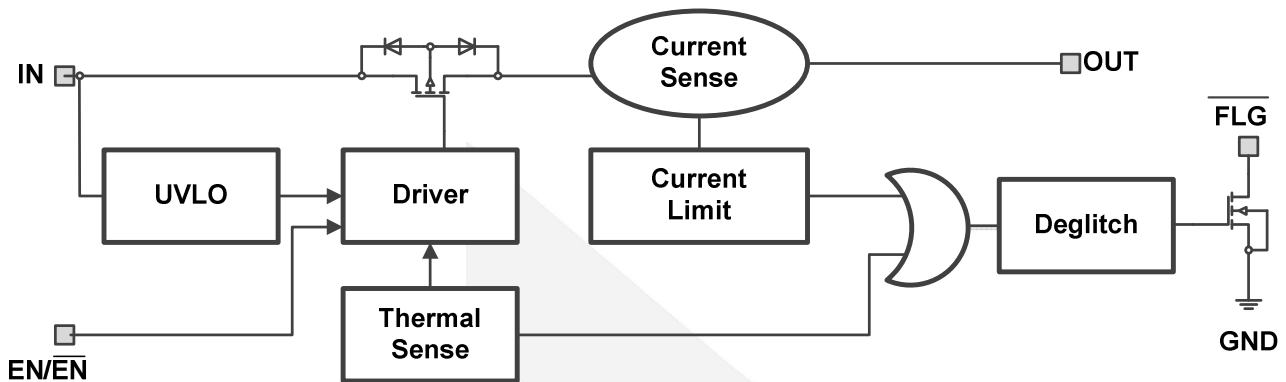 IN
Current
Sense
OUT
FLG
UVLO
Driver
Current
Limit
Deglitch
Thermal
Sense
EN/EN
GND